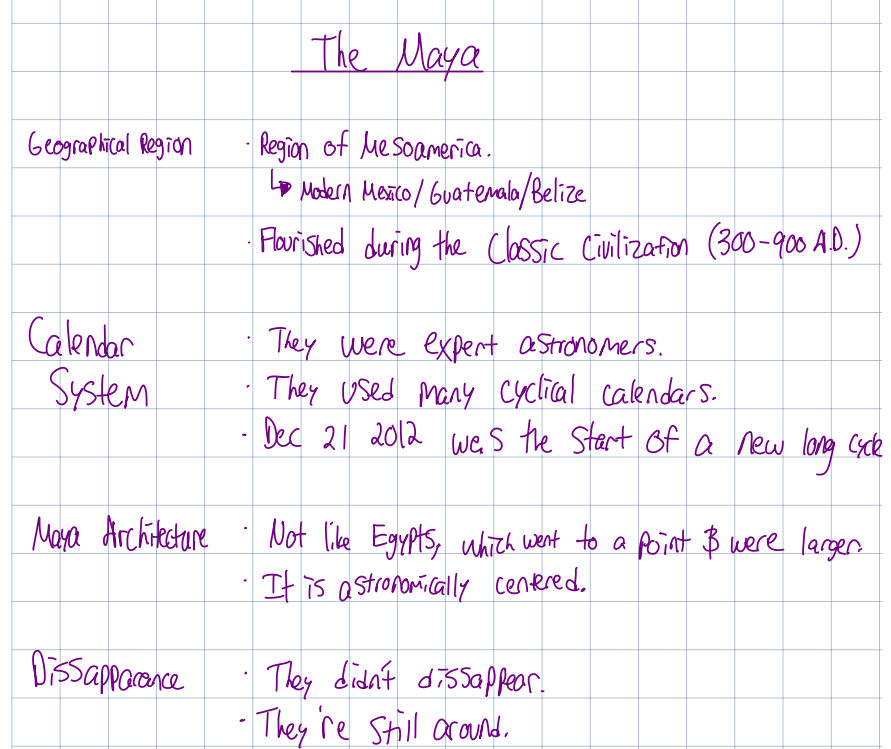 The Maya
Geographical Region · Region of Mesoamerica.
↳ Modern Mexico/Guatemala/Belize
· Flourished during the Classic Civilization (300-900 A.D.)
Calendar · They were expert astronomers.
System · They used many cyclical calendars.
· Dec 21 2012 was the start of a new long cycle
Maya Architecture · Not like Egypts, which went to a point & were larger.
· It is astronomically centered.
Dissapparance · They didn't dissappear.
· They're still around.